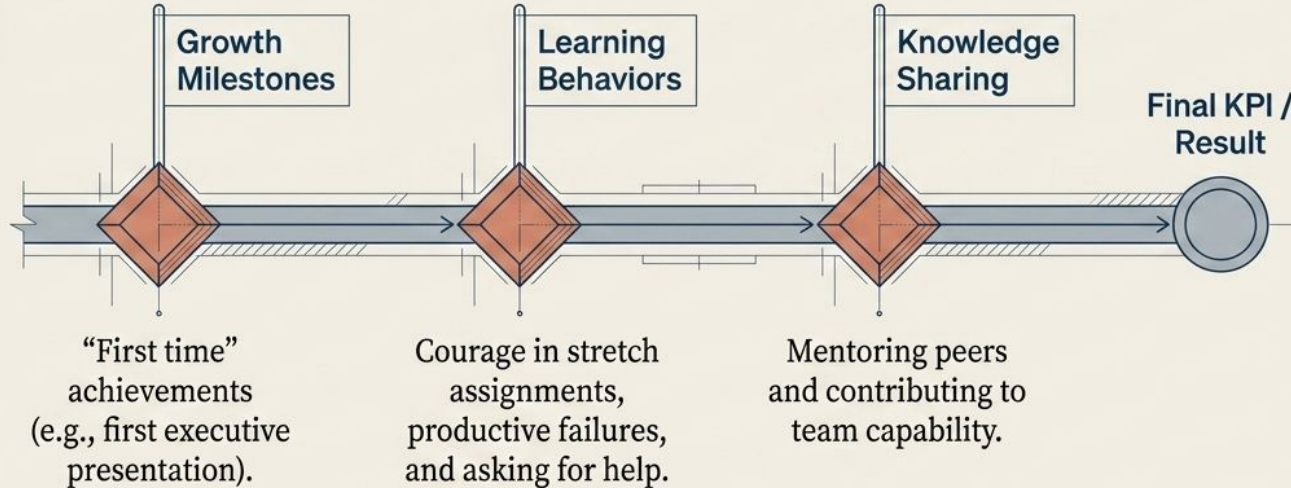 Growth
Milestones
Learning
Behaviors
Knowledge
Sharing
Final KPI /
Result
“First time”
achievements
(e.g., first executive
presentation).
Courage in stretch
assignments,
productive failures,
and asking for help.
Mentoring peers
and contributing to
team capability.